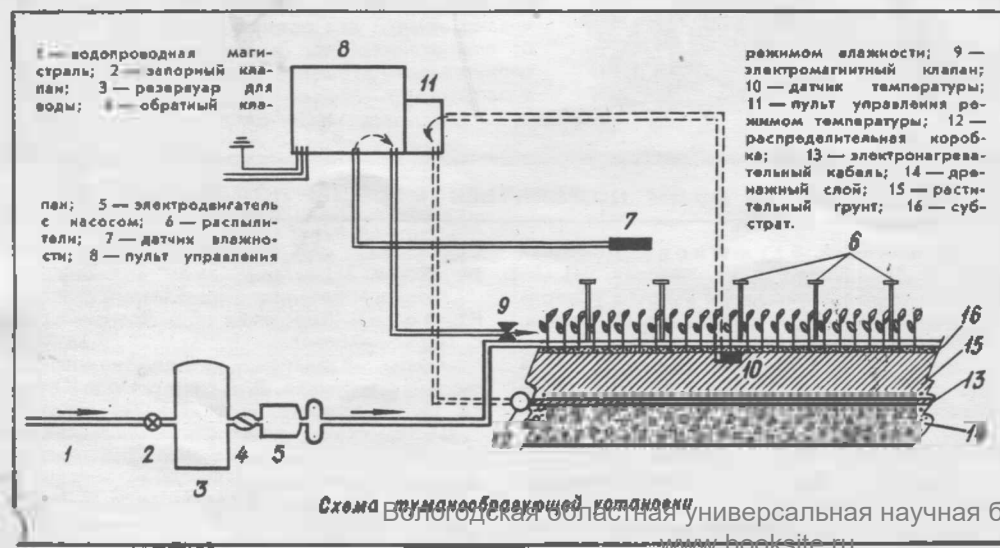 1 — водопроводная маги-
страль; 2 — запорный кла-
пан; 3 — резервуар для
воды; 4 — обратный кла-
пан; 5 — электродвигатель
с насосом; 6 — распыли-
тели; 7 — датчик влажно-
сти; 8 — пульт управления
режимом влажности; 9 —
электромагнитный клапан;
10 — датчик температуры;
11 — пульт управления ре-
жимом температуры; 12 —
распределительная короб-
ка; 13 — электронагрева-
тельный кабель; 14 — дре-
нажный слой; 15 — расти-
тельный грунт; 16 — суб-
страт.
8
11
7
6
9
16
15
10
13
12
14
1
2
3
4
5
Схема туманообразующей установки
Вологодская областная универсальная научная б
www.booksite.ru